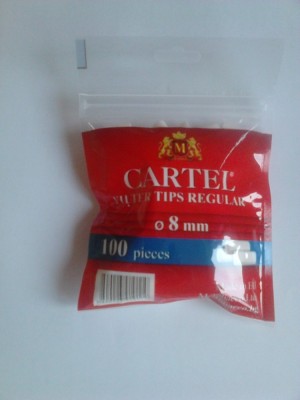 M
CARTEL
FILTER TIPS REGULAR
ø 8 mm
100 pieces